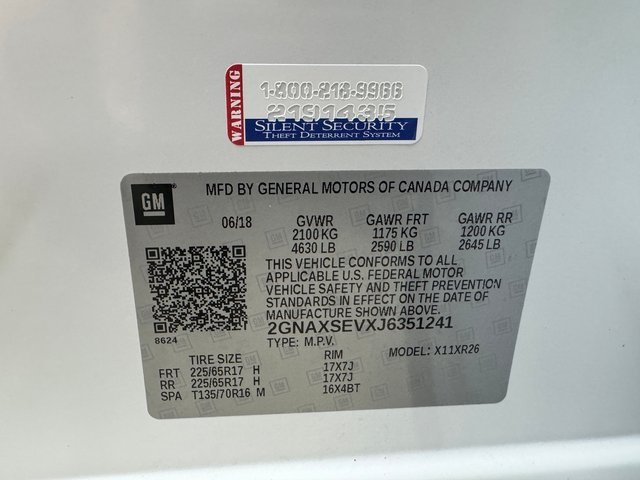 WARNING
1-800-218-9966
2191435
SILENT SECURITY
THEFT DETERRENT SYSTEM
GM
MFD BY GENERAL MOTORS OF CANADA COMPANY
06/18 GVWR GAWR FRT GAWR RR
2100 KG 1175 KG 1200 KG
4630 LB 2590 LB 2645 LB
THIS VEHICLE CONFORMS TO ALL
APPLICABLE U.S. FEDERAL MOTOR
VEHICLE SAFETY AND THEFT PREVENTION
STANDARDS IN EFFECT ON THE DATE OF
MANUFACTURE SHOWN ABOVE.
2GNAXSEVXJ6351241
8624
TYPE: M.P.V. MODEL: X11XR26
TIRE SIZE RIM
FRT 225/65R17 H 17X7J
RR 225/65R17 H 17X7J
SPA T135/70R16 M 16X4BT